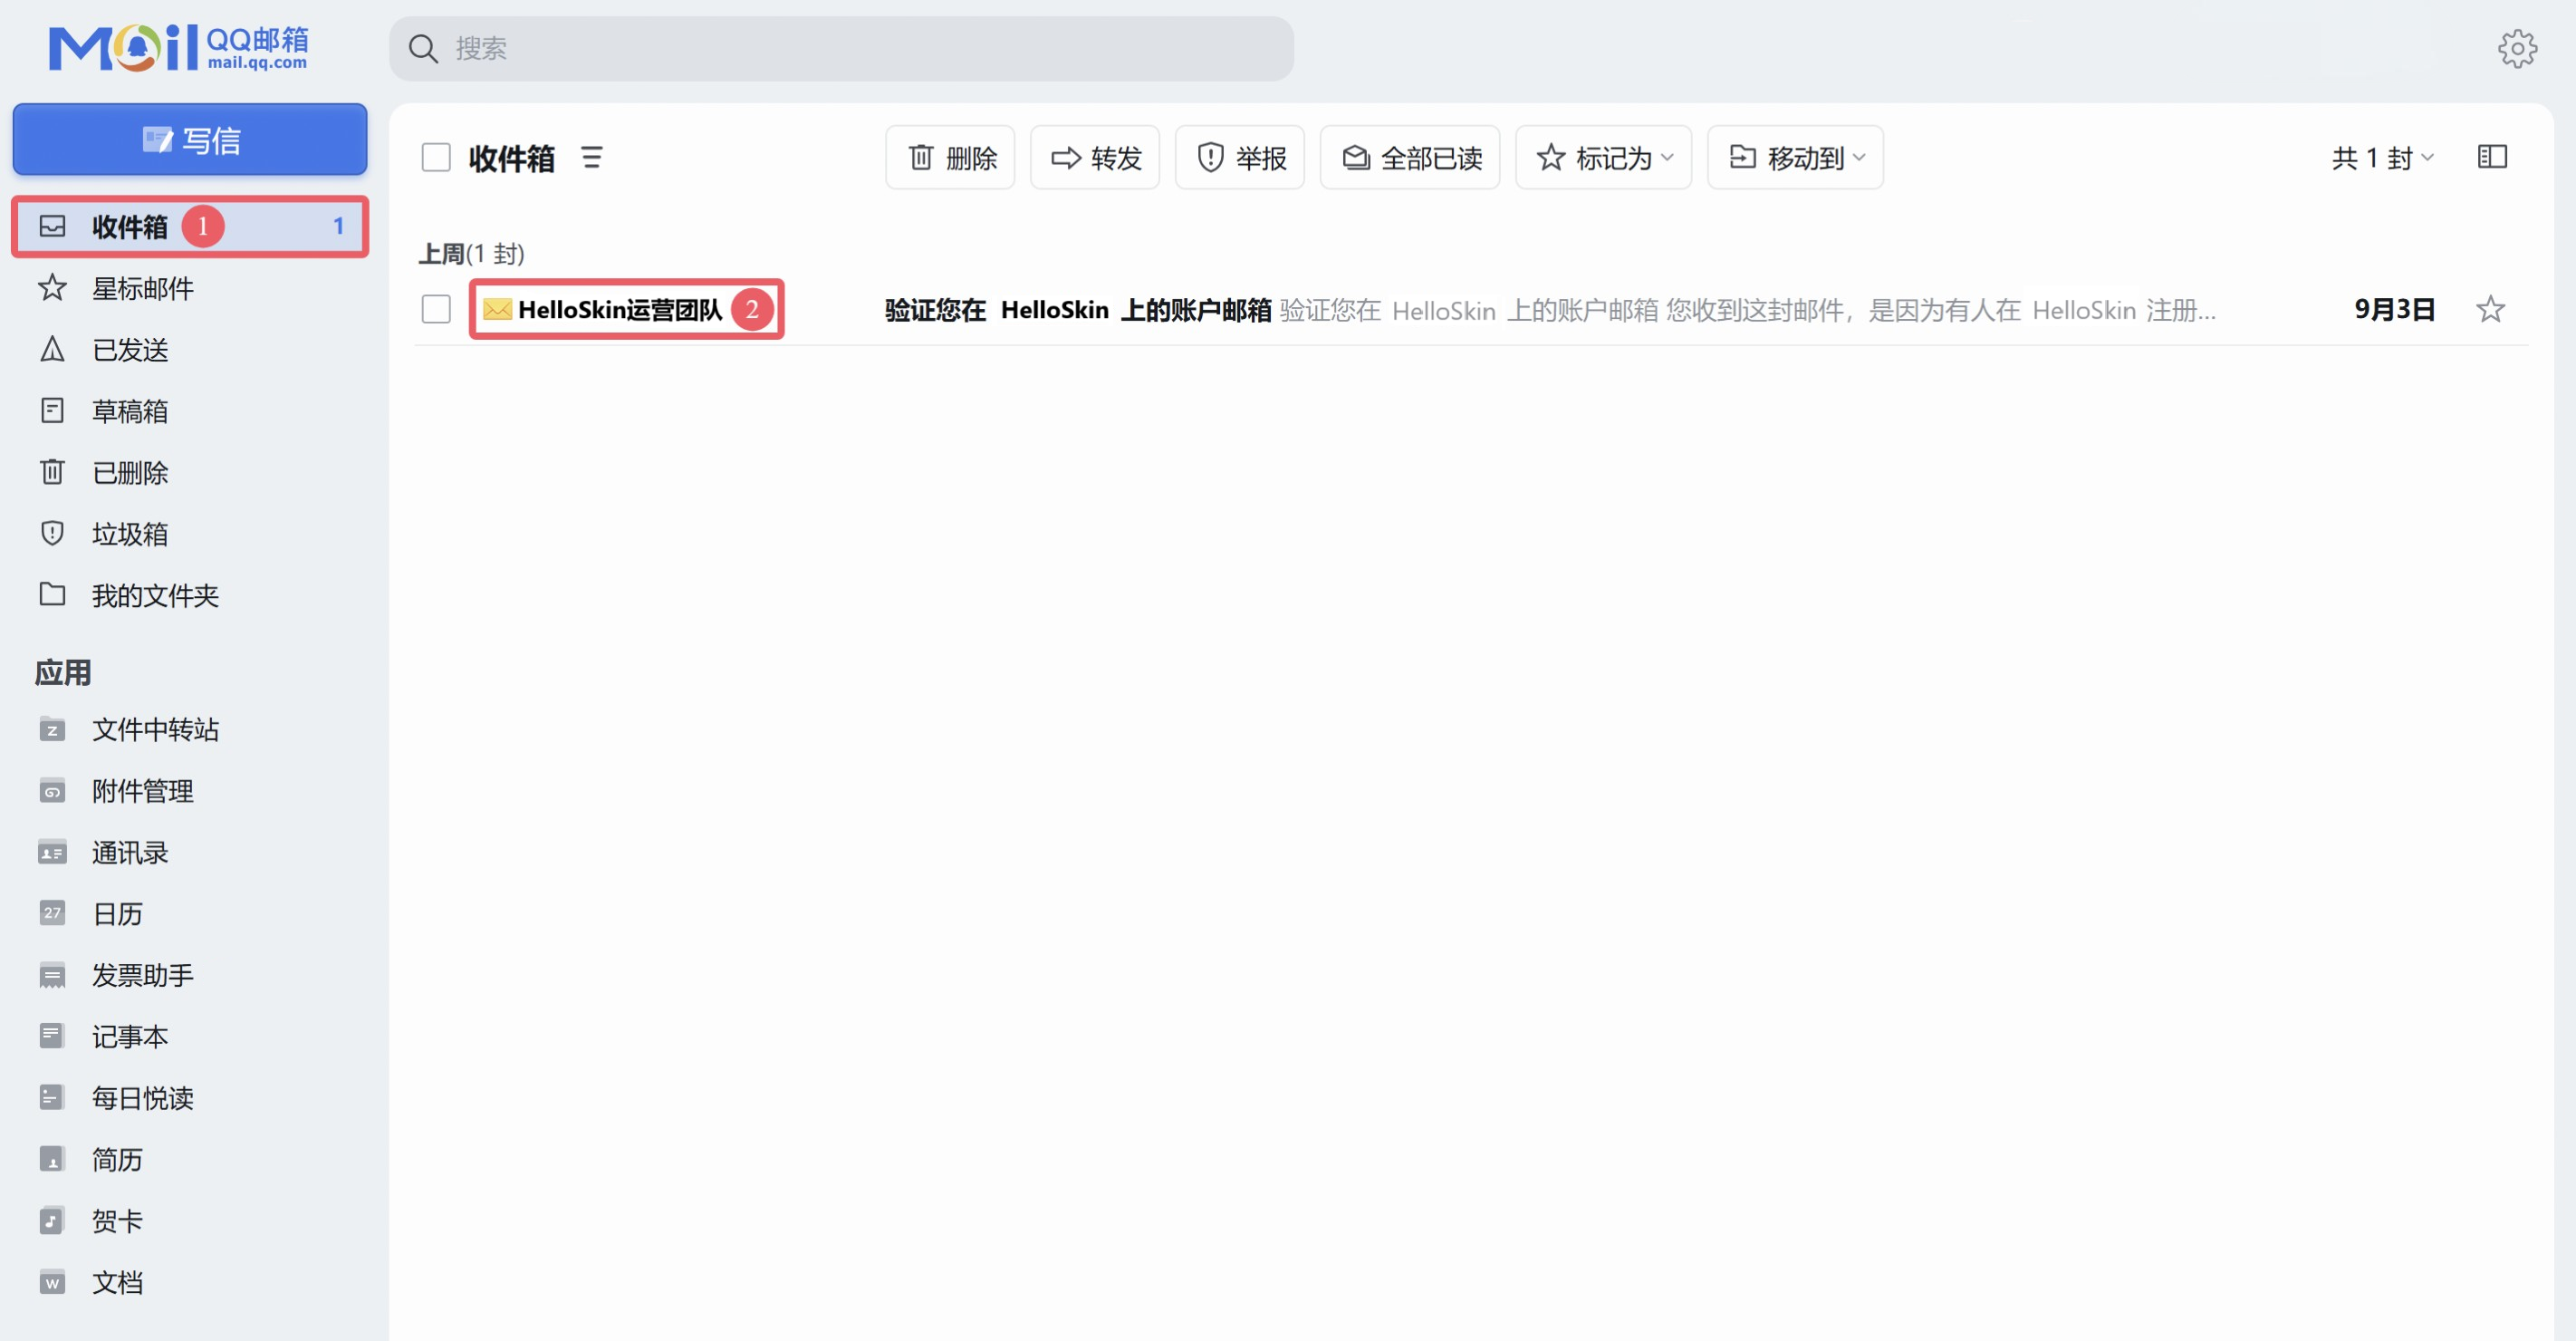 Mail QQ邮箱
mail.qq.com
搜索
写信
收件箱 1 1
星标邮件
已发送
草稿箱
已删除
垃圾箱
我的文件夹
应用
文件中转站
附件管理
通讯录
27 日历
发票助手
记事本
每日悦读
简历
贺卡
W 文档
收件箱
删除 转发 举报 全部已读 标记为 移动到
共 1 封
上周(1 封)
HelloSkin运营团队 2 验证您在 HelloSkin 上的账户邮箱 验证您在 HelloSkin 上的账户邮箱 您收到这封邮件，是因为有人在 HelloSkin 注册... 9月3日